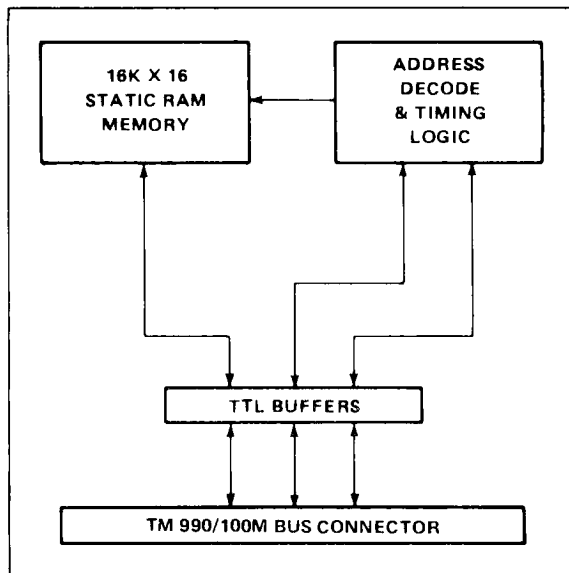 16K X 16
STATIC RAM
MEMORY
ADDRESS
DECODE
& TIMING
LOGIC
TTL BUFFERS
TM 990/100M BUS CONNECTOR